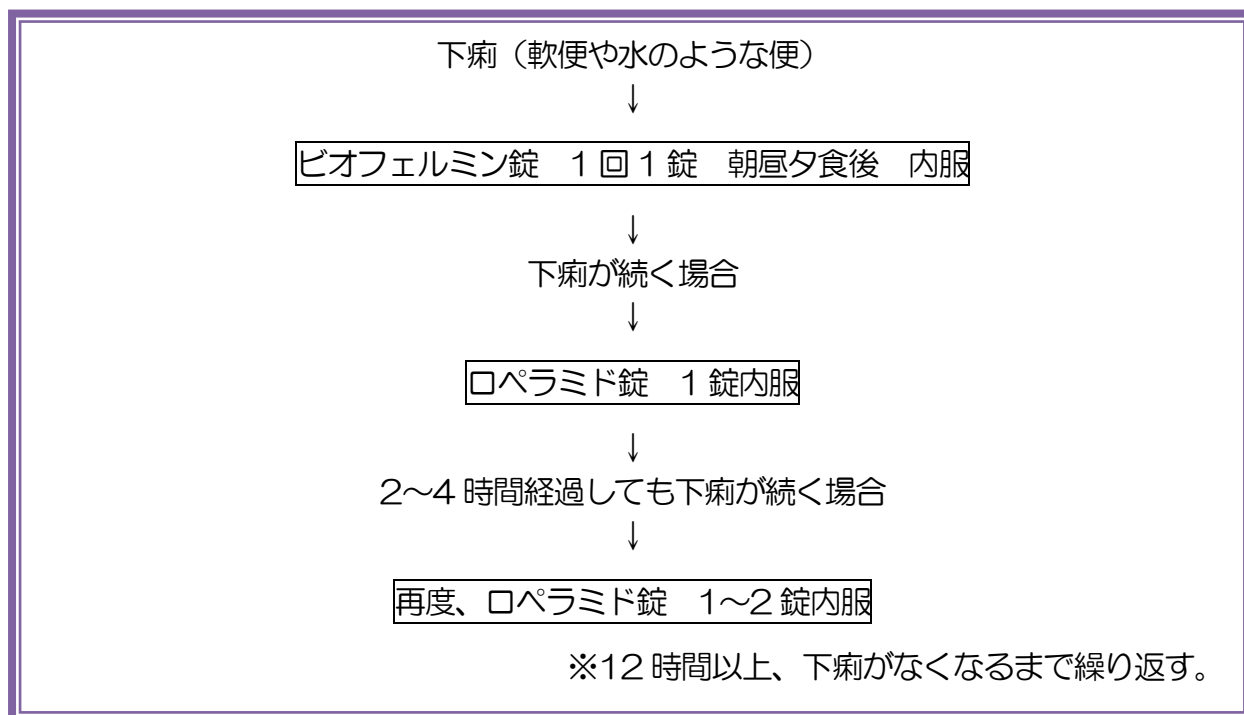 下痢（軟便や水のような便）
↓
ビオフェルミン錠　1回1錠　朝昼夕食後　内服
↓
下痢が続く場合
↓
ロペラミド錠　1錠内服
↓
2～4時間経過しても下痢が続く場合
↓
再度、ロペラミド錠　1～2錠内服
※12時間以上、下痢がなくなるまで繰り返す。